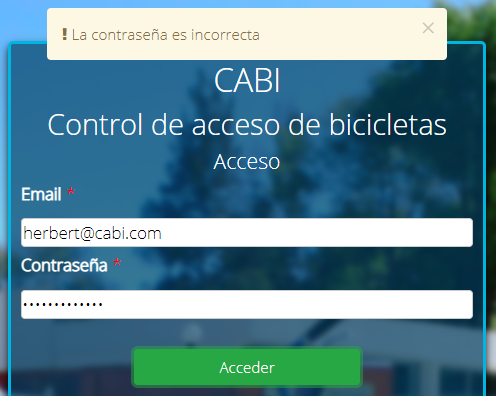 ! La contraseña es incorrecta ×
CABI
Control de acceso de bicicletas
Acceso
Email *
herbert@cabi.com
Contraseña *
•••••••••••••
Acceder